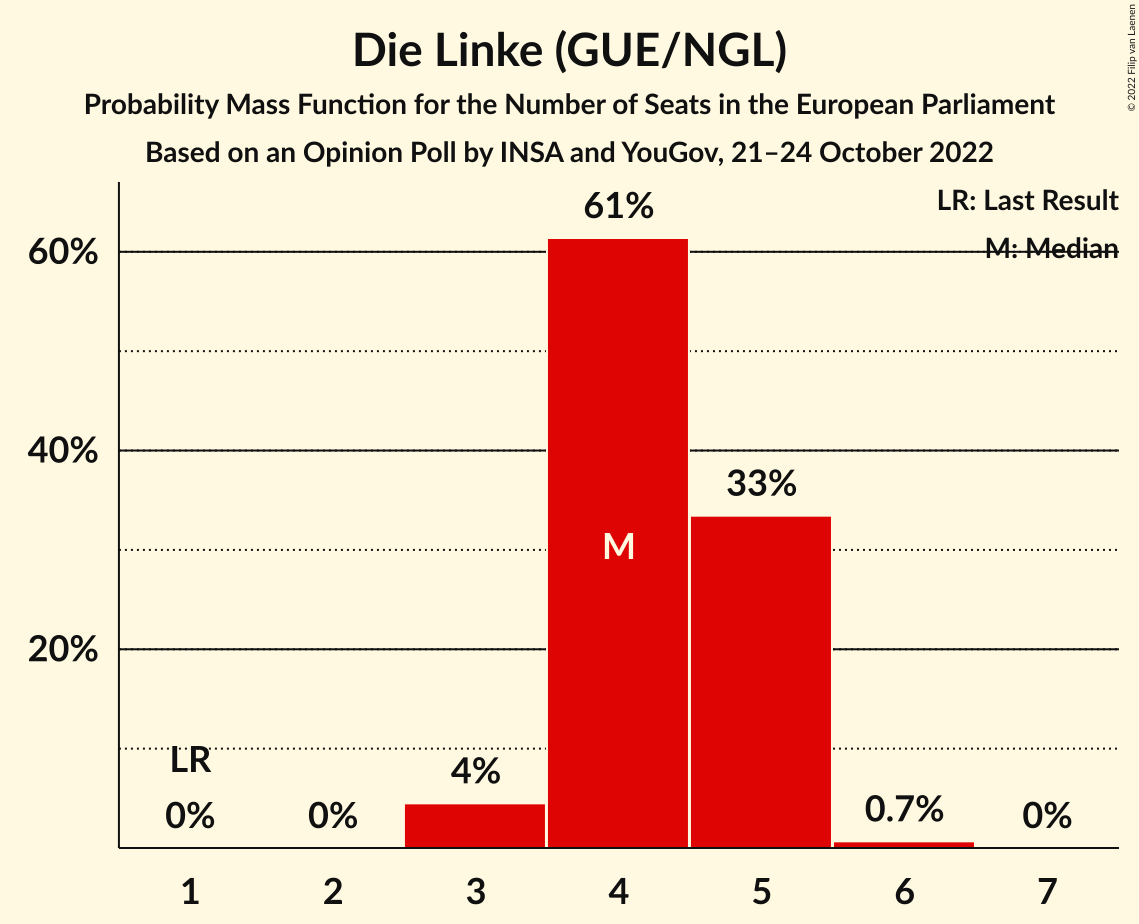 Die Linke (GUE/NGL)
Probability Mass Function for the Number of Seats in the European Parliament
Based on an Opinion Poll by INSA and YouGov, 21–24 October 2022
© 2022 Filip van Laenen
LR: Last Result
M: Median
61%
60%
40%
33%
M
20%
LR
4%
0%
0%
0.7%
0%
1 2 3 4 5 6 7